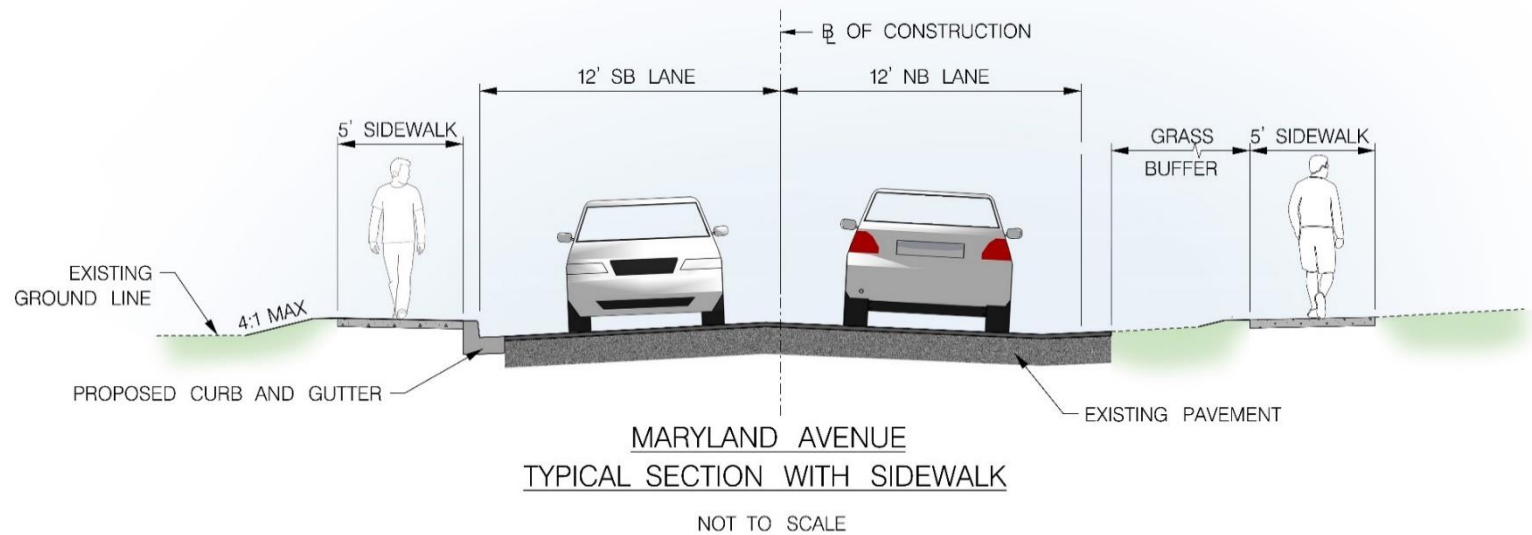 ℄ OF CONSTRUCTION
12' SB LANE
12' NB LANE
5' SIDEWALK
GRASS
BUFFER
5' SIDEWALK
EXISTING
GROUND LINE
4:1 MAX
PROPOSED CURB AND GUTTER
EXISTING PAVEMENT
MARYLAND AVENUE
TYPICAL SECTION WITH SIDEWALK
NOT TO SCALE